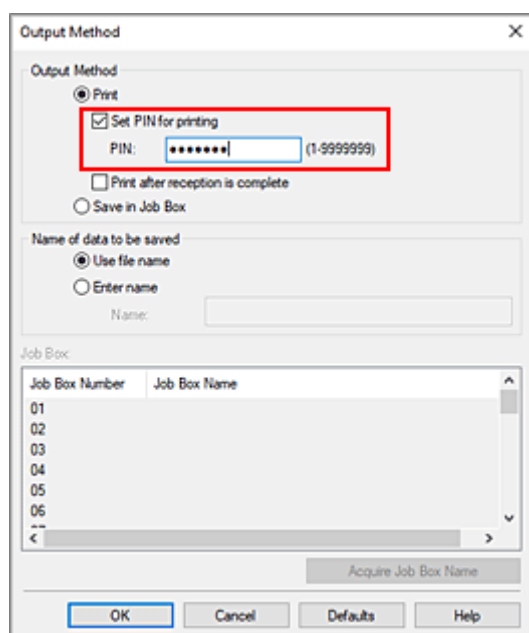 Output Method
Output Method
Print
Set PIN for printing
PIN: ●●●●●●● (1-9999999)
Print after reception is complete
Save in Job Box
Name of data to be saved
Use file name
Enter name
Name:
Job Box:
Job Box Number Job Box Name
01
02
03
04
05
06
Acquire Job Box Name
OK Cancel Defaults Help